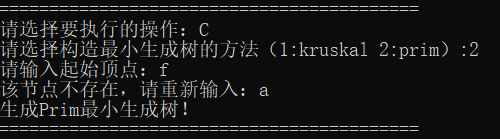 ==========================================
请选择要执行的操作：C
请选择构造最小生成树的方法（1:kruskal 2:prim）:2
请输入起始顶点：f
该节点不存在，请重新输入：a
生成Prim最小生成树！
==========================================